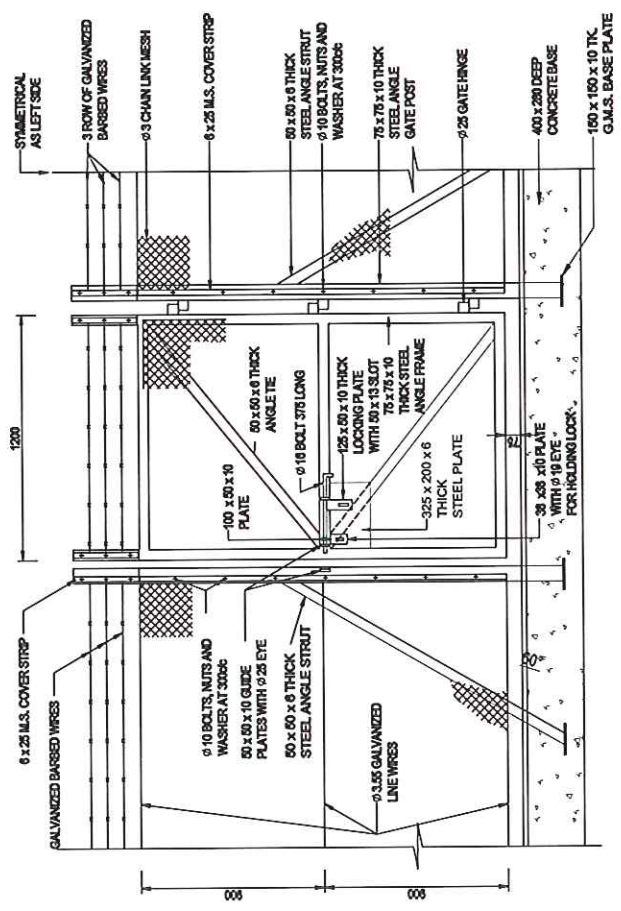 SYMMETRICAL
AS LEFT SIDE
3 ROW OF GALVANIZED
BARBED WIRES
Ø 3 CHAIN LINK MESH
6 x 25 M.S. COVER STRIP
50 x 50 x 6 THICK
STEEL ANGLE STRUT
Ø 10 BOLTS, NUTS AND
WASHER AT 300c/c
75 x 75 x 10 THICK
STEEL ANGLE
GATE POST
Ø 25 GATE HINGE
400 x 280 DEEP
CONCRETE BASE
150 x 150 x 10 TK.
G.M.S. BASE PLATE
1200
50 x 50 x 6 THICK
ANGLE TIE
Ø 16 BOLT 375 LONG
125 x 50 x 10 THICK
LOCKING PLATE
WITH 50 x 13 SLOT
75 x 75 x 10
THICK STEEL
ANGLE FRAME
100 x 50 x 10
PLATE
325 x 200 x 6
THICK
STEEL PLATE
75
38 x38 x10 PLATE
WITH Ø 19 EYE
FOR HOLDING LOCK
6 x 25 M.S. COVER STRIP
GALVANIZED BARBED WIRES
Ø 10 BOLTS, NUTS AND
WASHER AT 300c/c
50 x 50 x 10 GUIDE
PLATES WITH Ø 25 EYE
50 x 50 x 6 THICK
STEEL ANGLE STRUT
Ø 3.55 GALVANIZED
LINE WIRES
60°
900
900